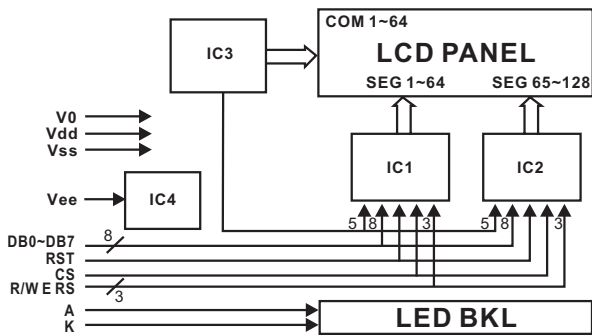 COM 1~64
IC3
LCD PANEL
SEG 1~64 SEG 65~128
V0
Vdd
Vss
IC1 IC2
Vee IC4
5 8 3 5 8 3
DB0~DB7 8
RST
CS
R/W E RS 3
A
K
LED BKL